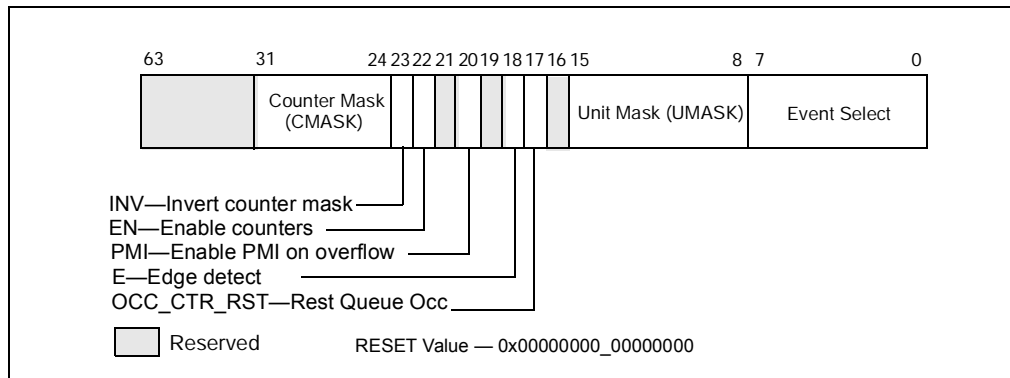 63 31 24 23 22 21 20 19 18 17 16 15 8 7 0
Counter Mask (CMASK) Unit Mask (UMASK) Event Select
INV—Invert counter mask
EN—Enable counters
PMI—Enable PMI on overflow
E—Edge detect
OCC_CTR_RST—Rest Queue Occ
Reserved RESET Value — 0x00000000_00000000